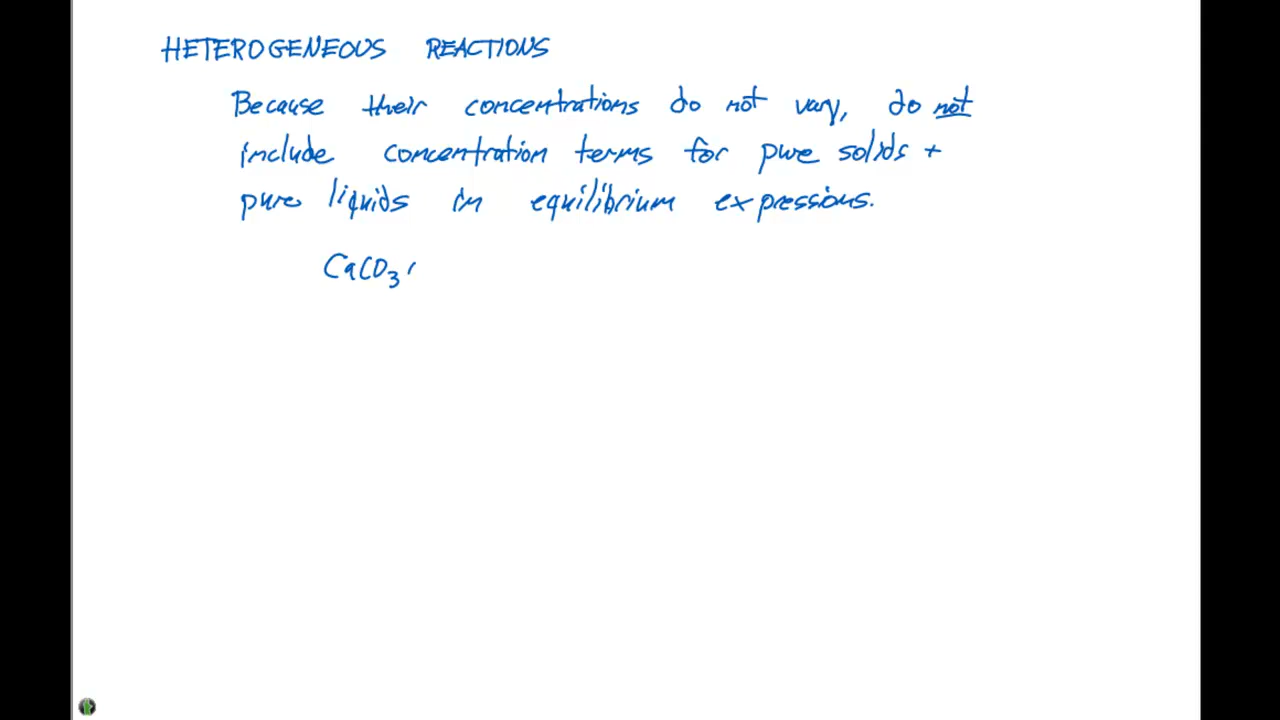 HETEROGENEOUS REACTIONS
Because their concentrations do not vary, do not
include concentration terms for pure solids +
pure liquids in equilibrium expressions.
CaCO3 (